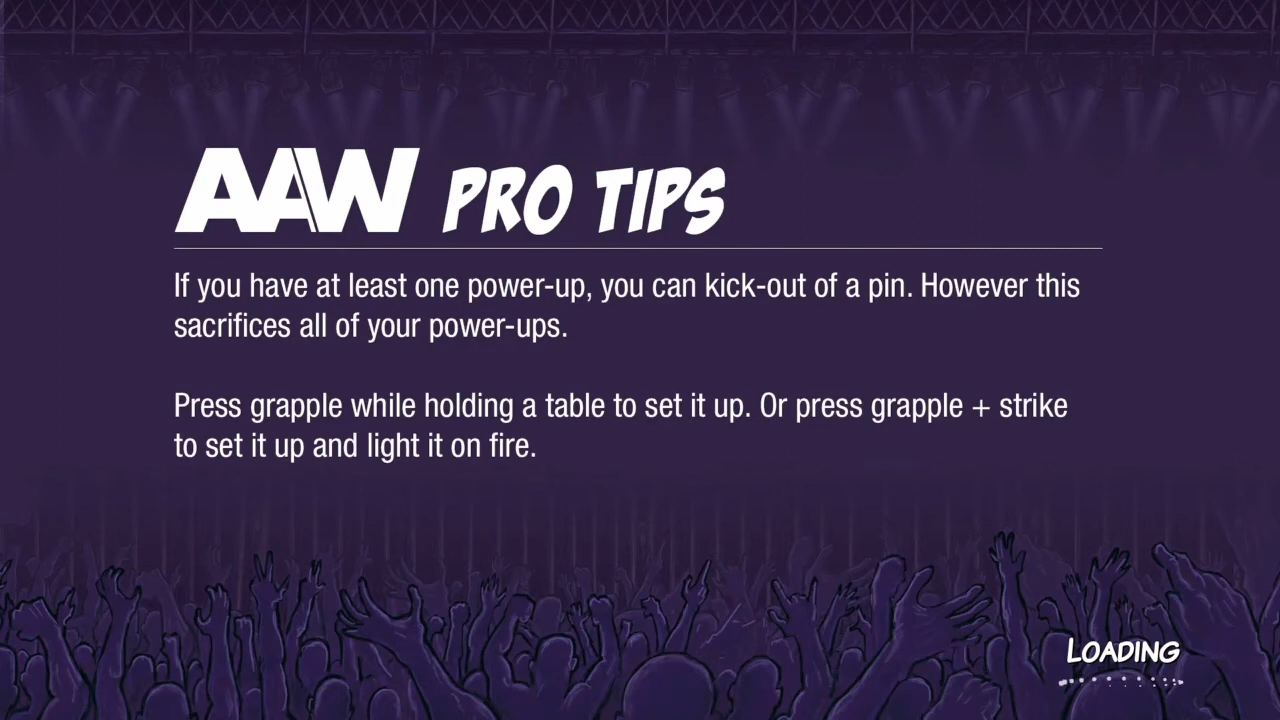 AAW PRO TIPS
If you have at least one power-up, you can kick-out of a pin. However this
sacrifices all of your power-ups.
Press grapple while holding a table to set it up. Or press grapple + strike
to set it up and light it on fire.
LOADING